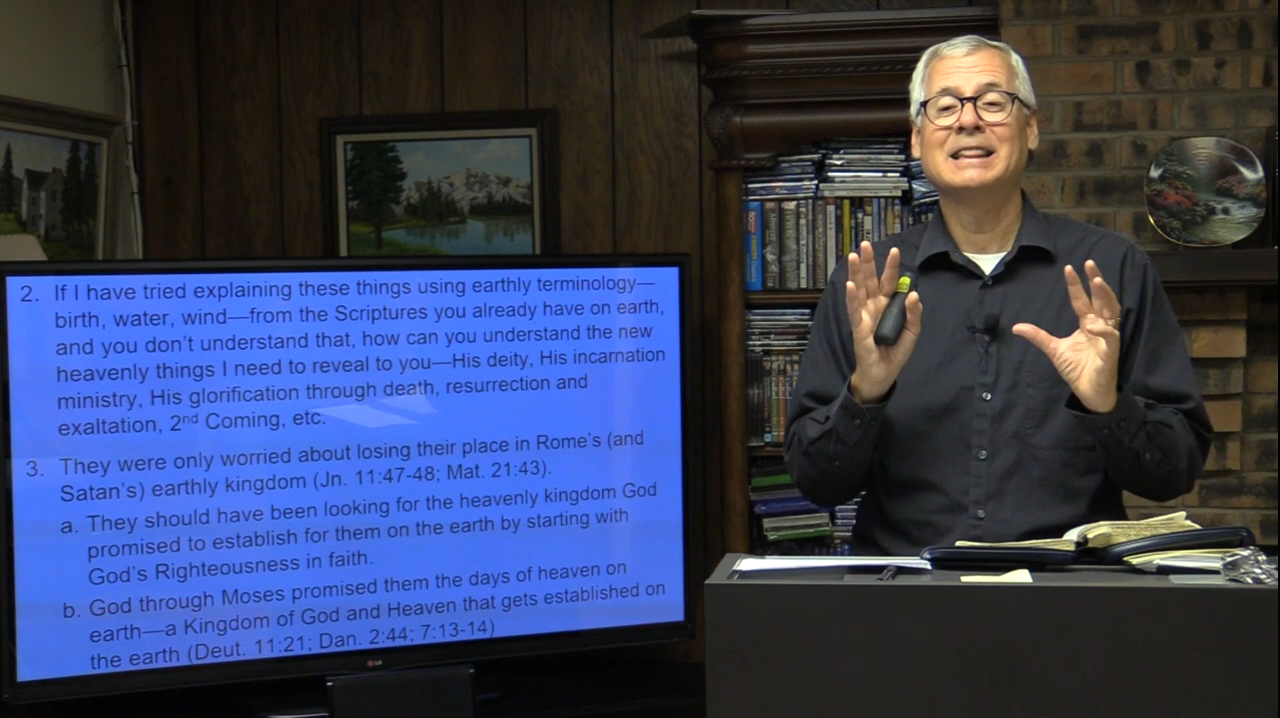 2. If I have tried explaining these things using earthly terminology—
birth, water, wind—from the Scriptures you already have on earth,
and you don't understand that, how can you understand the new
heavenly things I need to reveal to you—His deity, His incarnation
ministry, His glorification through death, resurrection and
exaltation, 2nd Coming, etc.
3. They were only worried about losing their place in Rome's (and
Satan's) earthly kingdom (Jn. 11:47-48; Mat. 21:43).
a. They should have been looking for the heavenly kingdom God
promised to establish for them on the earth by starting with
God's Righteousness in faith.
b. God through Moses promised them the days of heaven on
earth—a Kingdom of God and Heaven that gets established on
the earth (Deut. 11:21; Dan. 2:44; 7:13-14)
LG